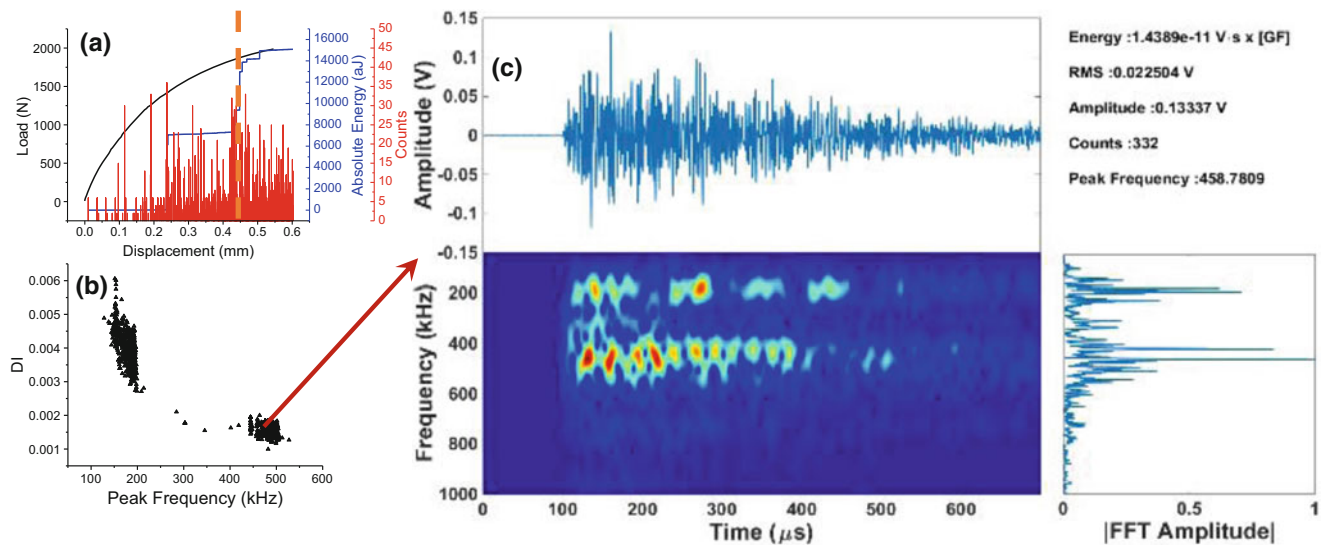 (a)
Load (N)
2000
1500
1000
500
0
0.0 0.1 0.2 0.3 0.4 0.5 0.6
Displacement (mm)
16000
14000
12000
10000
8000
6000
4000
2000
0
Absolute Energy (aJ)
50
45
40
35
30
25
20
15
10
5
0
Counts
(b)
DI
0.006
0.005
0.004
0.003
0.002
0.001
100 200 300 400 500 600
Peak Frequency (kHz)
(c)
Amplitude (V)
0.15
0.1
0.05
0
-0.05
-0.1
-0.15
Frequency (kHz)
200
400
600
800
1000
0 100 200 300 400 500 600
Time (μs)
Energy :1.4389e-11 V·s x [GF]
RMS :0.022504 V
Amplitude :0.13337 V
Counts :332
Peak Frequency :458.7809
0 0.5 1
|FFT Amplitude|